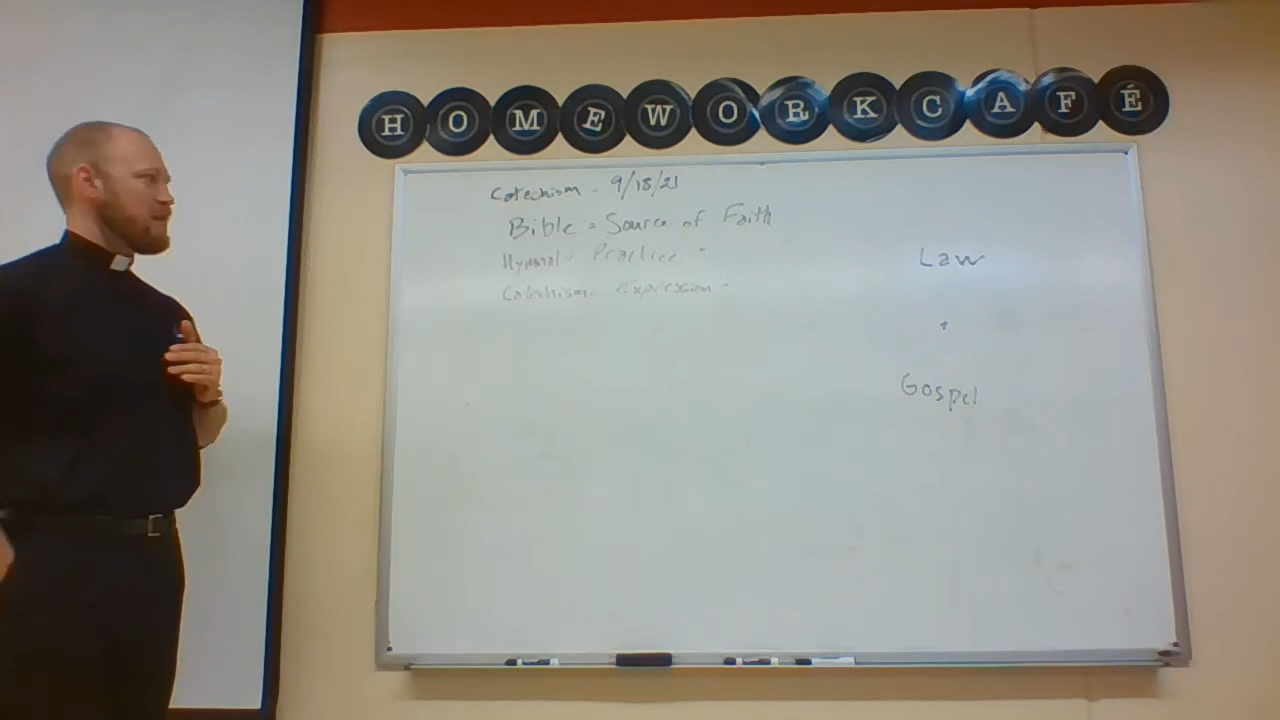 HOMEWORKCAFÉ
Catechism - 9/18/21
Bible - Source of Faith
Hymnal - Practice "
Catechism - Expression "
Law
+
Gospel